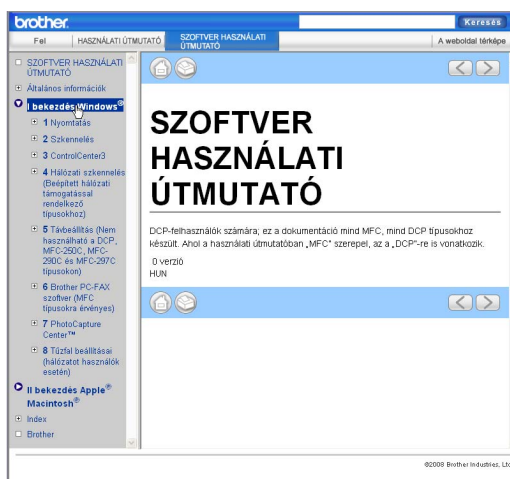 brother.
Keresés
Fel
HASZNÁLATI ÚTMUTATÓ
SZOFTVER HASZNÁLATI
ÚTMUTATÓ
A weboldal térképe
SZOFTVER HASZNÁLATI
ÚTMUTATÓ
Általános információk
I bekezdés Windows®
1 Nyomtatás
2 Szkennelés
3 ControlCenter3
4 Hálózati szkennelés
(Beépített hálózati
támogatással
rendelkező
típusokhoz)
5 Távbeállítás (Nem
használható a DCP,
MFC-250C, MFC-
290C és MFC-297C
típusokon)
6 Brother PC-FAX
szoftver (MFC
típusokra érvényes)
7 PhotoCapture
Center™
8 Tűzfal beállításai
(hálózatot használók
esetén)
II bekezdés Apple®
Macintosh®
Index
Brother
SZOFTVER
HASZNÁLATI
ÚTMUTATÓ
DCP-felhasználók számára; ez a dokumentáció mind MFC, mind DCP típusokhoz
készült. Ahol a használati útmutatóban „MFC" szerepel, az a „DCP"-re is vonatkozik.
0 verzió
HUN
©2008 Brother Industries, Ltd